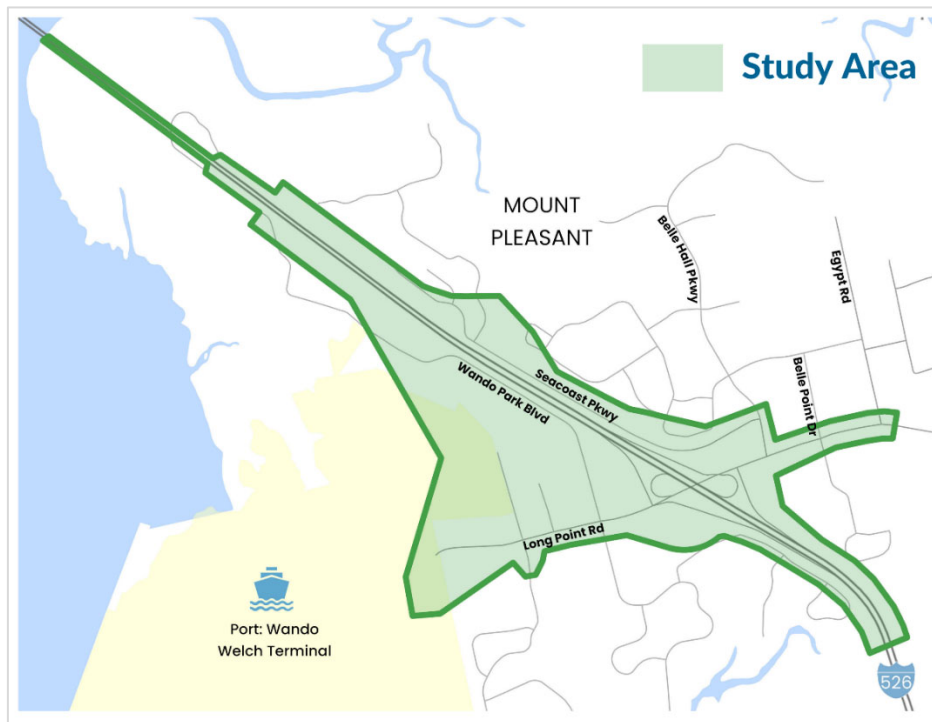 Study Area
MOUNT
PLEASANT
Belle Hall Pkwy
Egypt Rd
Belle Point Dr
Seacoast Pkwy
Wando Park Blvd
Long Point Rd
Port: Wando
Welch Terminal
526